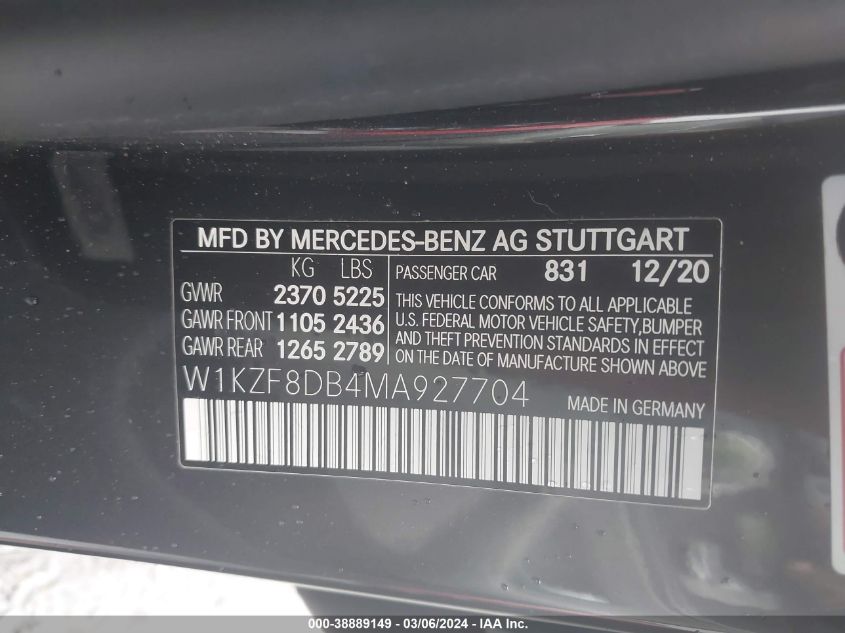 MFD BY MERCEDES-BENZ AG STUTTGART
KG LBS
GVWR 2370 5225
GAWR FRONT 1105 2436
GAWR REAR 1265 2789
PASSENGER CAR 831 12/20
THIS VEHICLE CONFORMS TO ALL APPLICABLE
U.S. FEDERAL MOTOR VEHICLE SAFETY,BUMPER
AND THEFT PREVENTION STANDARDS IN EFFECT
ON THE DATE OF MANUFACTURE SHOWN ABOVE
W1KZF8DB4MA927704
MADE IN GERMANY
000-38889149 - 03/06/2024 - IAA Inc.